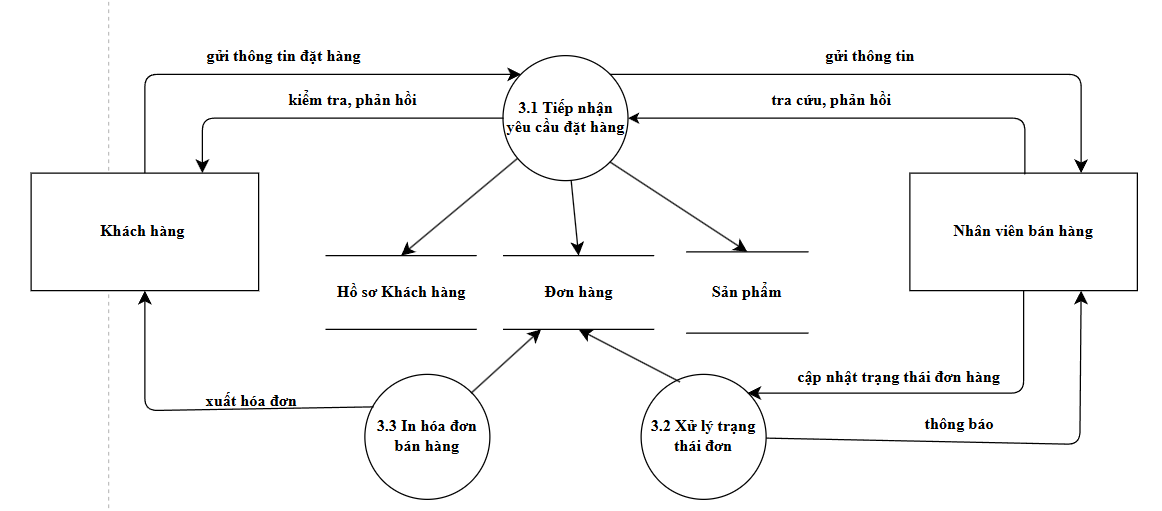 gửi thông tin đặt hàng
gửi thông tin
kiểm tra, phản hồi
tra cứu, phản hồi
3.1 Tiếp nhận
yêu cầu đặt hàng
Khách hàng
Nhân viên bán hàng
Hồ sơ Khách hàng
Đơn hàng
Sản phẩm
cập nhật trạng thái đơn hàng
xuất hóa đơn
thông báo
3.3 In hóa đơn
bán hàng
3.2 Xử lý trạng
thái đơn